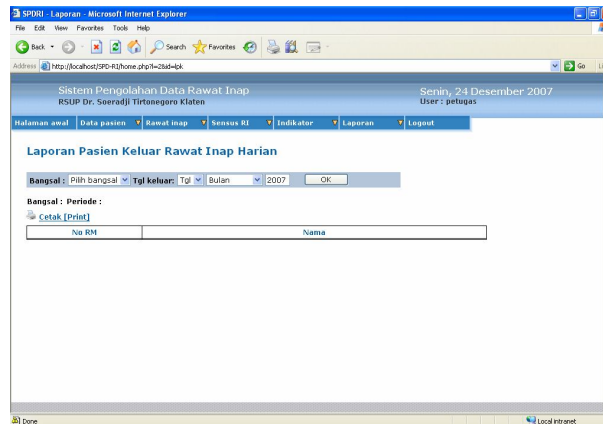 SPDRI - Laporan - Microsoft Internet Explorer
File Edit View Favorites Tools Help
Back Search Favorites
Address http://localhost/SPD-RI/home.php?l=2&id=lpk Go
Sistem Pengolahan Data Rawat Inap Senin, 24 Desember 2007
RSUP Dr. Soeradji Tirtonegoro Klaten User : petugas
Halaman awal Data pasien Rawat inap Sensus RI Indikator Laporan Logout
Laporan Pasien Keluar Rawat Inap Harian
Bangsal : Pilih bangsal Tgl keluar: Tgl Bulan 2007 OK
Bangsal : Periode :
Cetak [Print]
No RM Nama
Done Local intranet